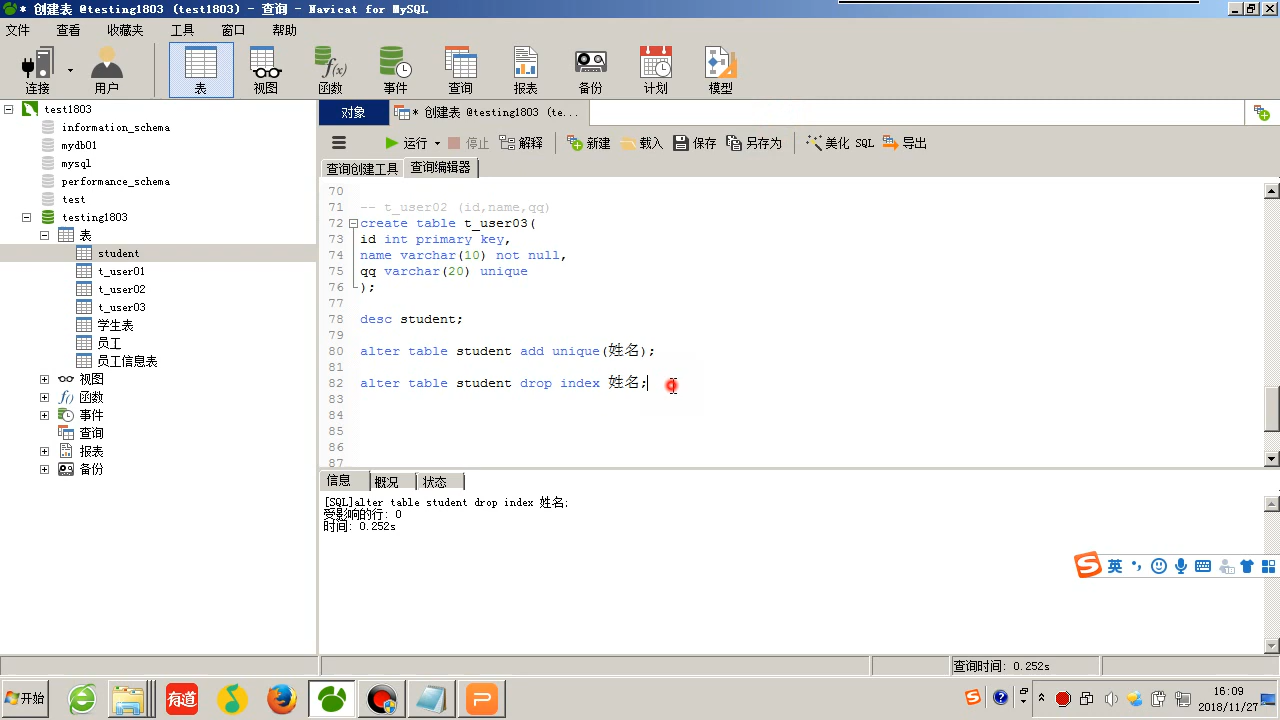 * 创建表 @testing1803 (test1803) - 查询 - Navicat for MySQL
文件 查看 收藏夹 工具 窗口 帮助
连接 用户 表 视图 函数 事件 查询 报表 备份 计划 模型
test1803
information_schema
mydb01
mysql
performance_schema
test
testing1803
表
student
t_user01
t_user02
t_user03
学生表
员工
员工信息表
视图
函数
事件
查询
报表
备份
对象 * 创建表 @testing1803 (te...
运行 停止 解释 新建 保存 另存为 美化 SQL 导出
查询创建工具 查询编辑器
70
71 -- t_user02 (id,name,qq)
72 create table t_user03(
73 id int primary key,
74 name varchar(10) not null,
75 qq varchar(20) unique
76 );
77
78 desc student;
79
80 alter table student add unique(姓名);
81
82 alter table student drop index 姓名;
83
84
85
86
87
信息 概况 状态
[SQL]alter table student drop index 姓名;
受影响的行: 0
时间: 0.252s
英
查询时间: 0.252s
开始 有道 16:09
2018/11/27